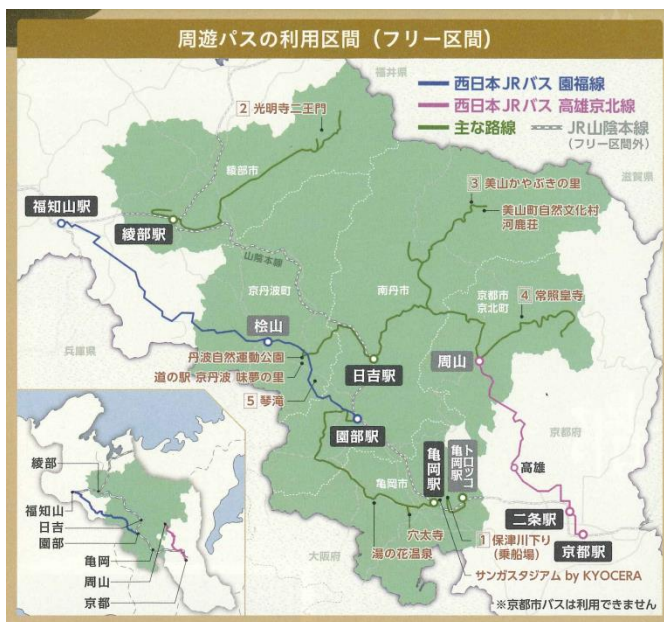 周遊パスの利用区間（フリー区間）
福井県
西日本JRバス 園福線
西日本JRバス 高雄京北線
主な路線
JR山陰本線
（フリー区間外）
滋賀県
2 光明寺二王門
綾部市
3 美山かやぶきの里
美山町自然文化村
河鹿荘
福知山駅
綾部駅
山陰本線
京丹波町
南丹市
京都市
京北町
4 常照皇寺
兵庫県
桧山
丹波自然運動公園
道の駅 京丹波 味夢の里
日吉駅
周山
5 琴滝
園部駅
京都府
亀岡市
亀岡駅
トロッコ
亀岡駅
高雄
二条駅
京都駅
穴太寺
湯の花温泉
1 保津川下り
（乗船場）
サンガスタジアム by KYOCERA
大阪府
※京都市バスは利用できません
綾部
福知山
日吉
園部
亀岡
周山
京都